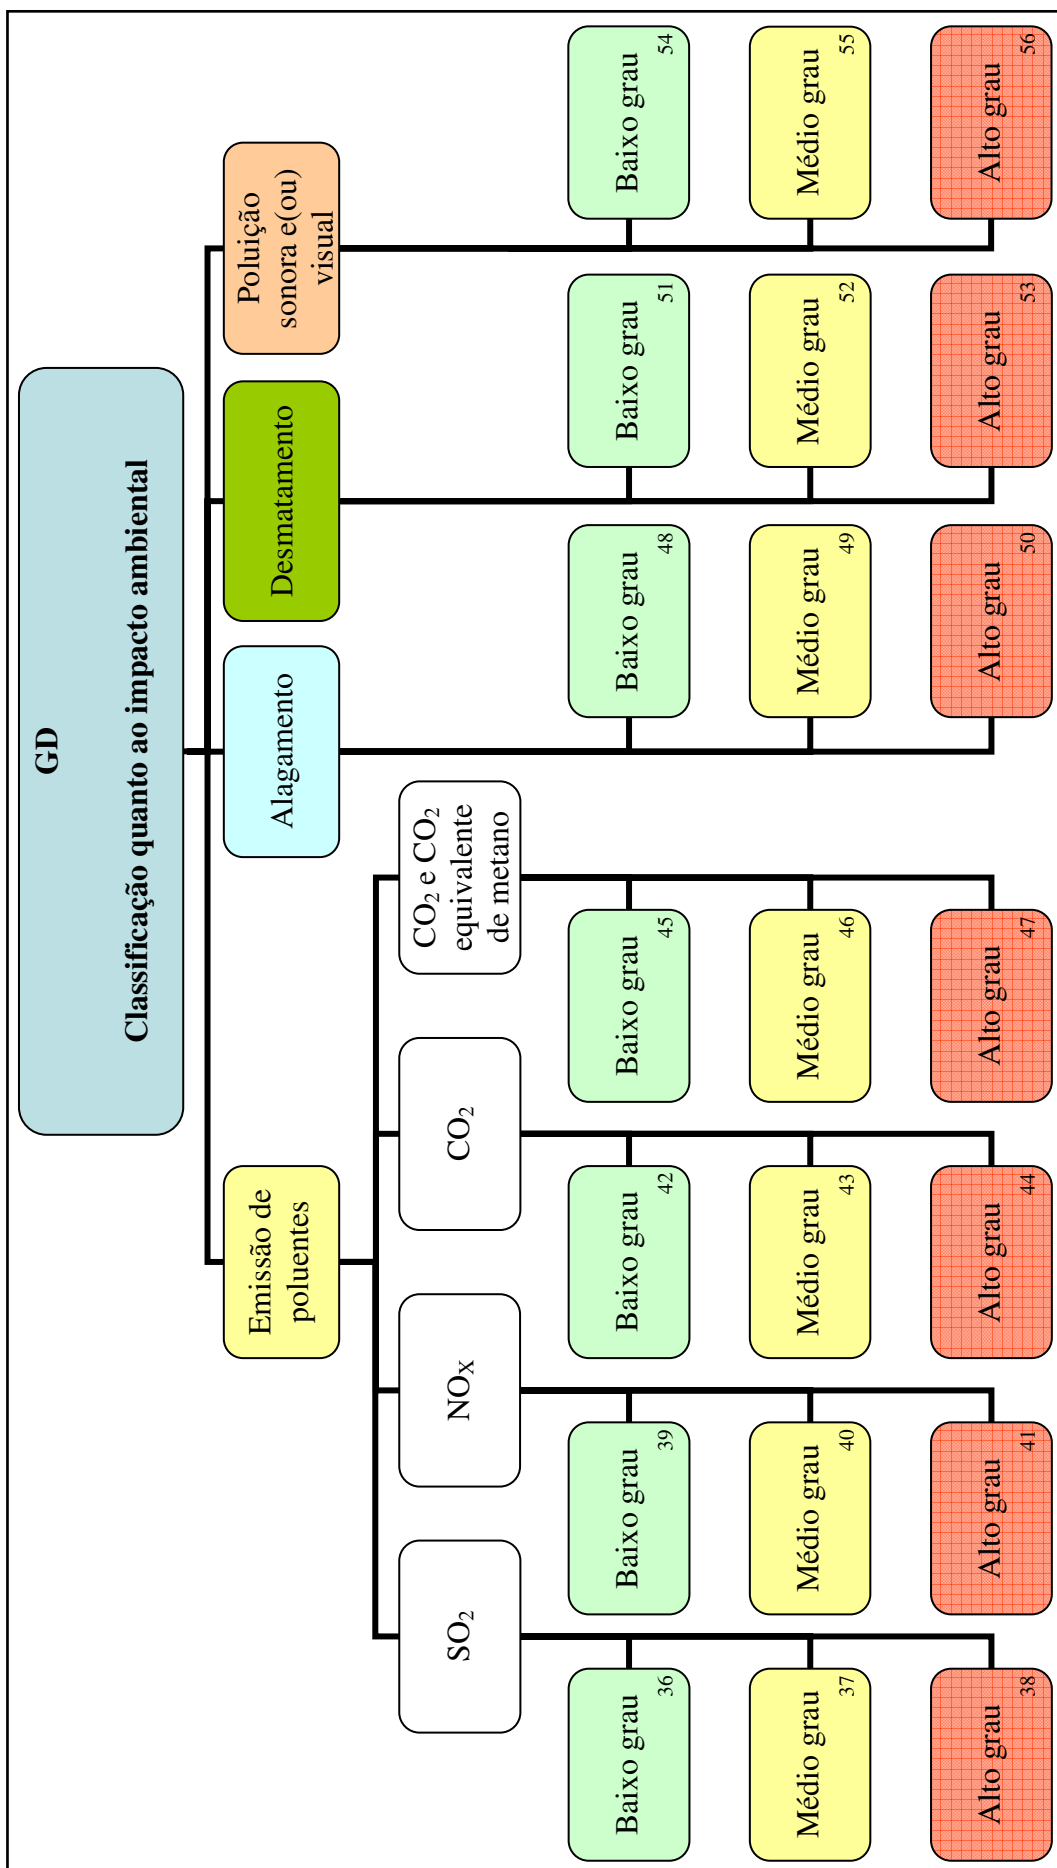 GD
Classificação quanto ao impacto ambiental
Emissão de
poluentes
Alagamento
Desmatamento
Poluição
sonora e(ou)
visual
SO₂
NOₓ
CO₂
CO₂ e CO₂
equivalente
de metano
Baixo grau
36
Baixo grau
39
Baixo grau
42
Baixo grau
45
Baixo grau
48
Baixo grau
51
Baixo grau
54
Médio grau
37
Médio grau
40
Médio grau
43
Médio grau
46
Médio grau
49
Médio grau
52
Médio grau
55
Alto grau
38
Alto grau
41
Alto grau
44
Alto grau
47
Alto grau
50
Alto grau
53
Alto grau
56